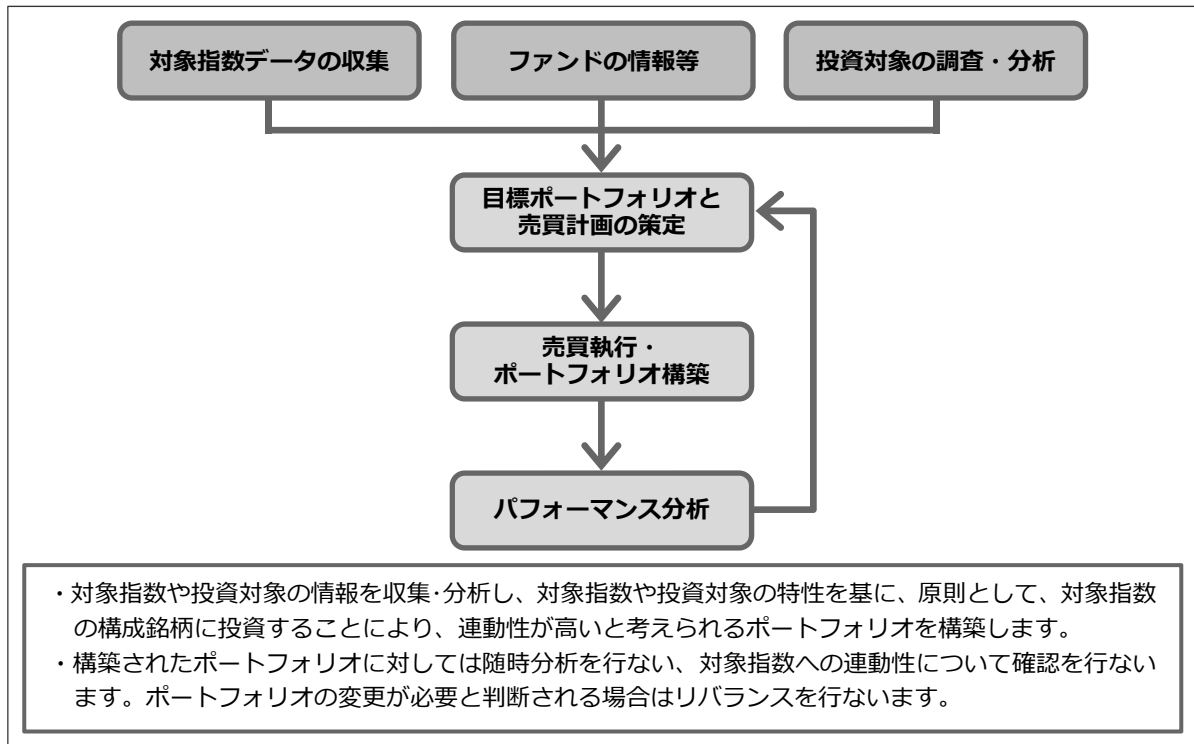 対象指数データの収集
ファンドの情報等
投資対象の調査・分析
目標ポートフォリオと
売買計画の策定
売買執行・
ポートフォリオ構築
パフォーマンス分析
・対象指数や投資対象の情報を収集･分析し、対象指数や投資対象の特性を基に、原則として、対象指数
の構成銘柄に投資することにより、連動性が高いと考えられるポートフォリオを構築します。
・構築されたポートフォリオに対しては随時分析を行ない、対象指数への連動性について確認を行ない
ます。ポートフォリオの変更が必要と判断される場合はリバランスを行ないます。